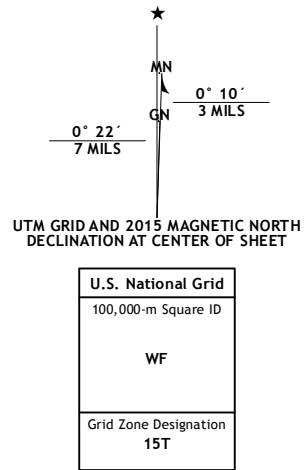 ★
MN
GN
0° 10´
3 MILS
0° 22´
7 MILS
UTM GRID AND 2015 MAGNETIC NORTH
DECLINATION AT CENTER OF SHEET
U.S. National Grid
100,000-m Square ID
WF
Grid Zone Designation
15T